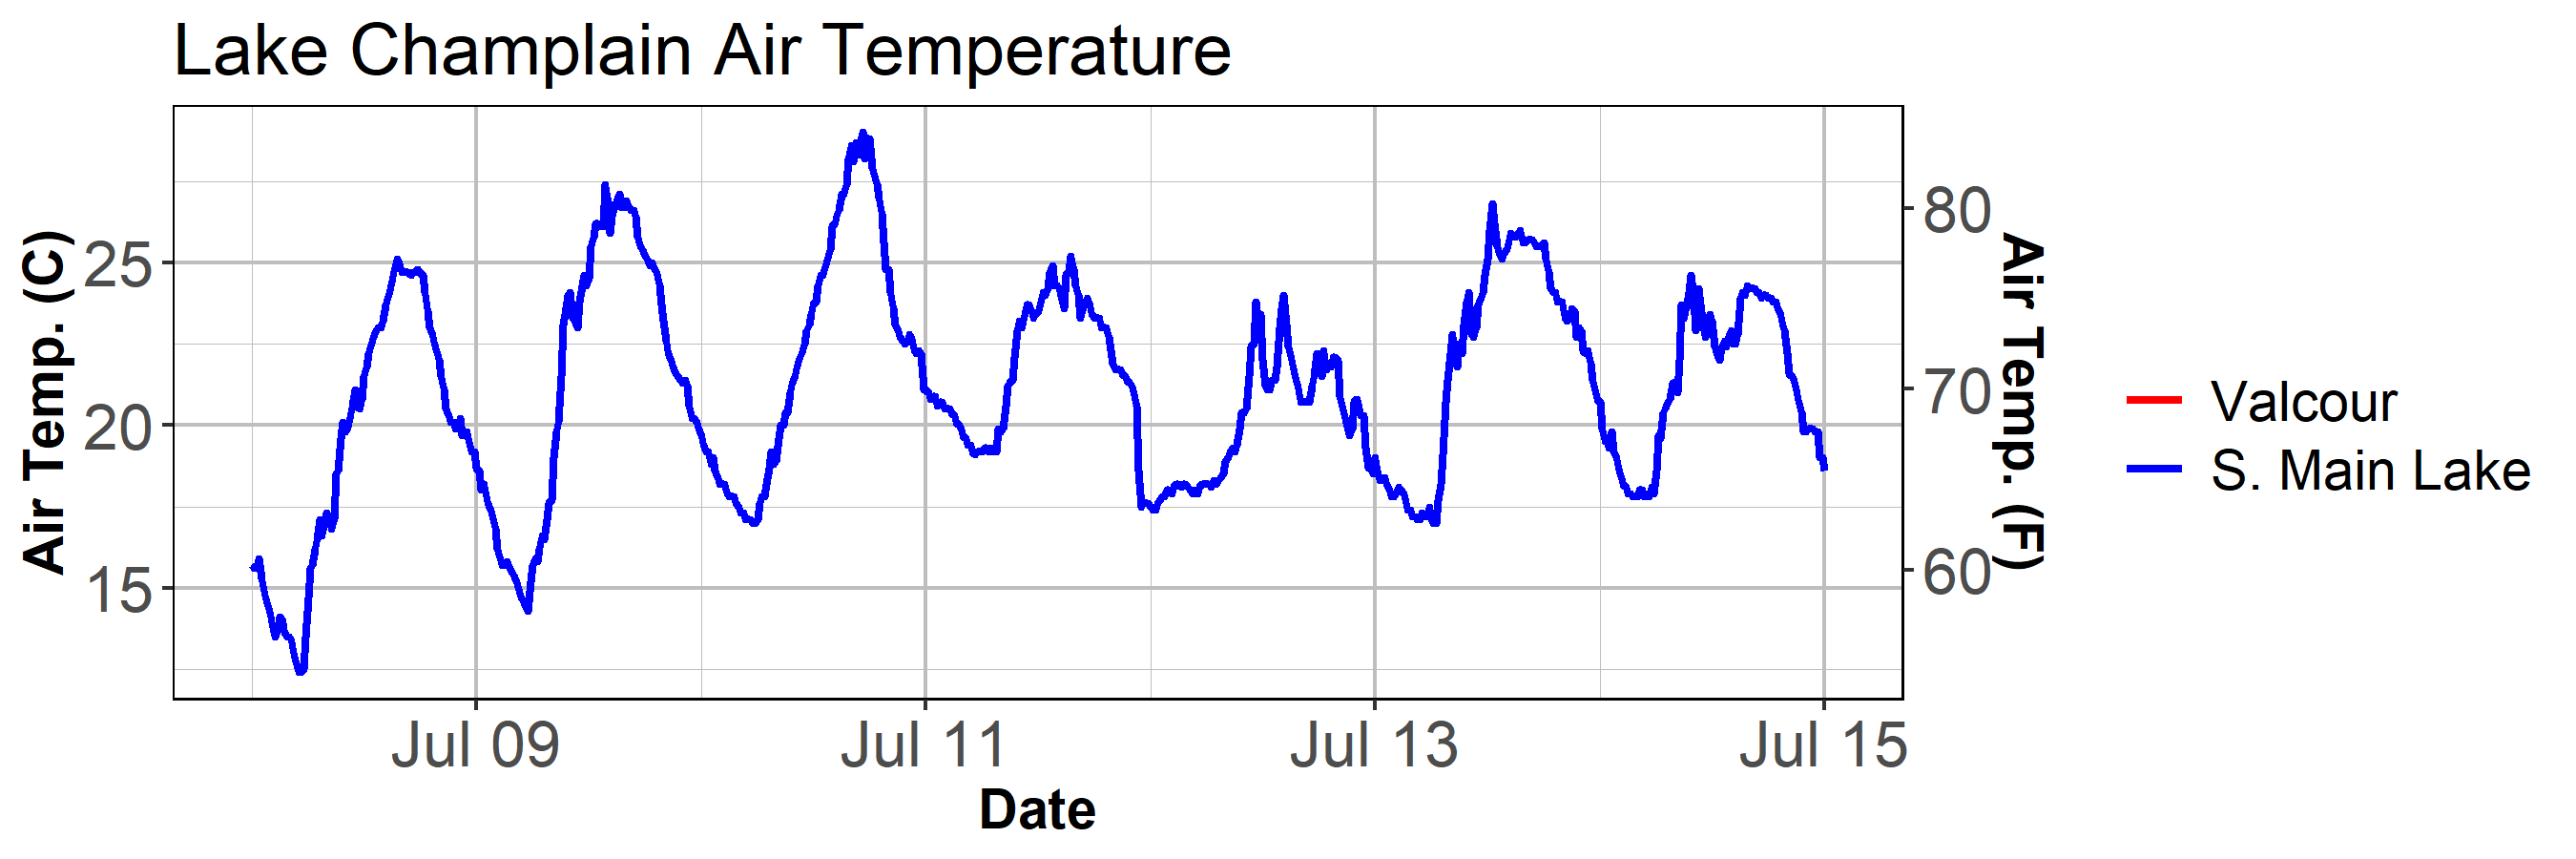 Lake Champlain Air Temperature
Air Temp. (C)
25
20
15
80
70
60
Air Temp. (F)
Jul 09
Jul 11
Jul 13
Jul 15
Date
Valcour
S. Main Lake